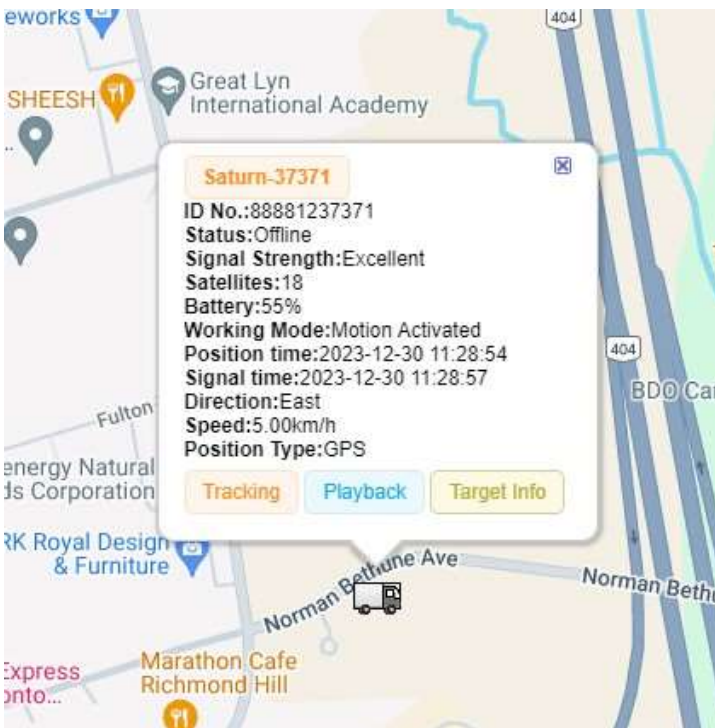 eworks
404
SHEESH
Great Lyn
International Academy
..
Saturn-37371
ID No.:88881237371
Status:Offline
Signal Strength:Excellent
Satellites:18
Battery:55%
Working Mode:Motion Activated
Position time:2023-12-30 11:28:54
Signal time:2023-12-30 11:28:57
Direction:East
Speed:5.00km/h
Position Type:GPS
Tracking
Playback
Target Info
404
BDO Car
Fulton
energy Natural
ds Corporation
RK Royal Design
& Furniture
Norman Bethune Ave
Norman Bethu
Express
onto...
Marathon Cafe
Richmond Hill